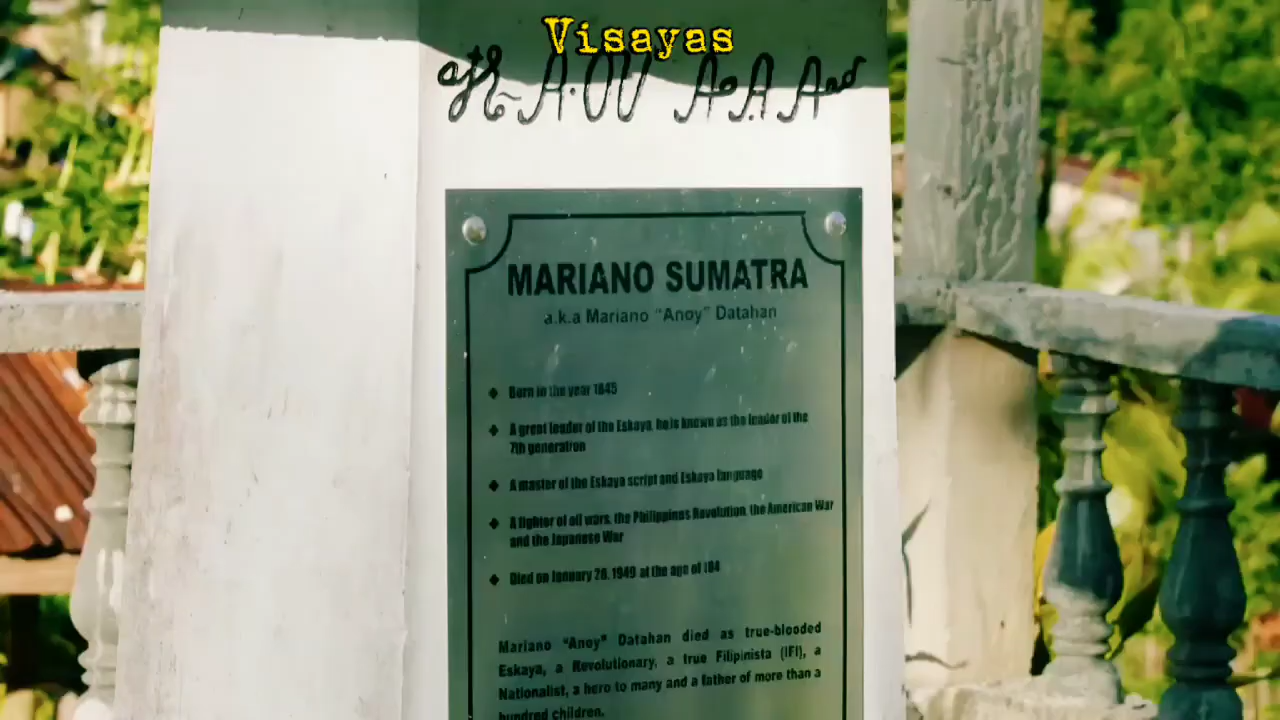 Visayas
MARIANO SUMATRA
a.k.a Mariano "Anoy" Datahan
Born in the year 1845
A great leader of the Eskaya, he is known as the leader of the
7th generation
A master of the Eskaya script and Eskaya language
A fighter of all wars, the Philippines Revolution, the American War
and the Japanese War
Died on January 28, 1949 at the age of 104
Mariano "Anoy" Datahan died as true-blooded
Eskaya, a Revolutionary, a true Filipinista (IFI), a
Nationalist, a hero to many and a father of more than a
hundred children.